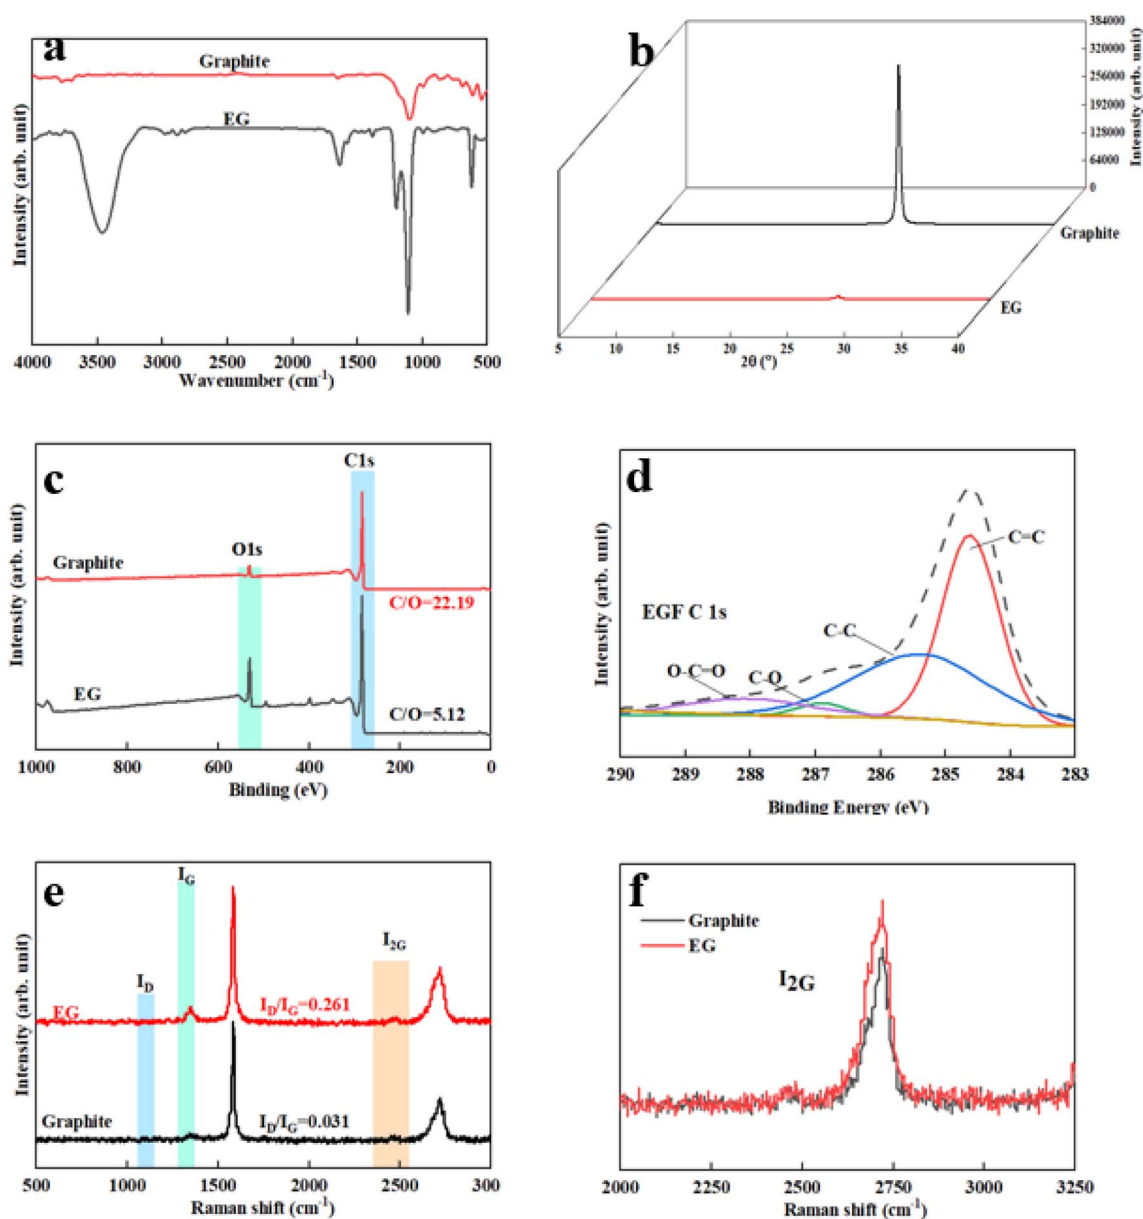 a
Graphite
EG
Intensity (arb. unit)
4000 3500 3000 2500 2000 1500 1000 500
Wavenumber (cm-1)
b
384000
320000
256000
192000
128000
64000
0
Intensity (arb. unit)
Graphite
EG
5 10 15 20 25 30 35 40
2θ (°)
c
C1s
O1s
Graphite
C/O=22.19
EG
C/O=5.12
Intensity (arb. unit)
1000 800 600 400 200 0
Binding (eV)
d
C=C
EGF C 1s
C-C
O-C=O
C-O
Intensity (arb. unit)
290 289 288 287 286 285 284 283
Binding Energy (eV)
e
IG
I2G
ID
EG
ID/IG=0.261
Graphite
ID/IG=0.031
Intensity (arb. unit)
500 1000 1500 2000 2500 300
Raman shift (cm-1)
f
Graphite
EG
I2G
Intensity (arb. unit)
2000 2250 2500 2750 3000 3250
Raman shift (cm-1)